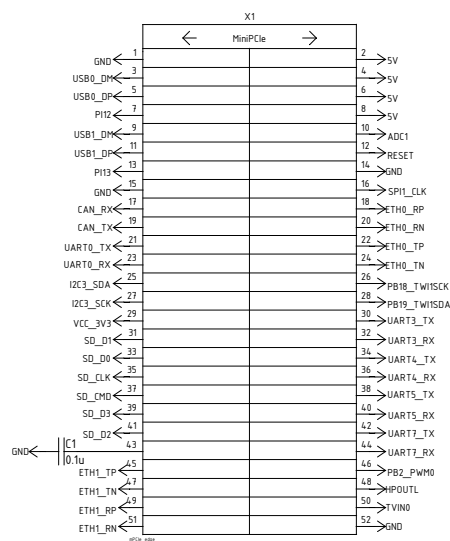 X1
MiniPCIe
GND 1 2 5V
USB0_DM 3 4 5V
USB0_DP 5 6 5V
PI12 7 8 5V
USB1_DM 9 10 ADC1
USB1_DP 11 12 RESET
PI13 13 14 GND
GND 15 16 SPI1_CLK
CAN_RX 17 18 ETH0_RP
CAN_TX 19 20 ETH0_RN
UART0_TX 21 22 ETH0_TP
UART0_RX 23 24 ETH0_TN
I2C3_SDA 25 26 PB18_TWI1SCK
I2C3_SCK 27 28 PB19_TWI1SDA
VCC_3V3 29 30 UART3_TX
SD_D1 31 32 UART3_RX
SD_D0 33 34 UART4_TX
SD_CLK 35 36 UART4_RX
SD_CMD 37 38 UART5_TX
SD_D3 39 40 UART5_RX
SD_D2 41 42 UART7_TX
GND C1 0.1u 43 44 UART7_RX
ETH1_TP 45 46 PB2_PWM0
ETH1_TN 47 48 HPOUTL
ETH1_RP 49 50 TVIN0
ETH1_RN 51 52 GND
mPCIe_edge